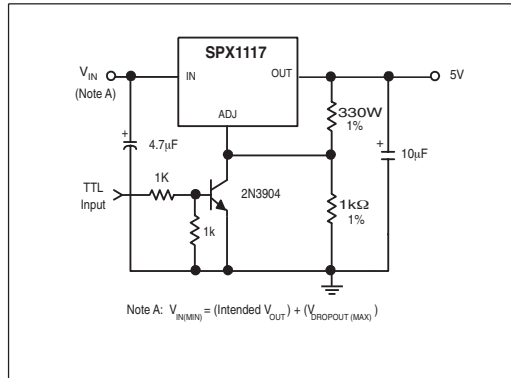 SPX1117
V_IN
(Note A)
IN
OUT
5V
ADJ
330W
1%
+
4.7µF
+
10µF
TTL
Input
1K
2N3904
1kΩ
1%
1k
Note A: V_IN(MIN) = (Intended V_OUT) + (V_DROPOUT (MAX))